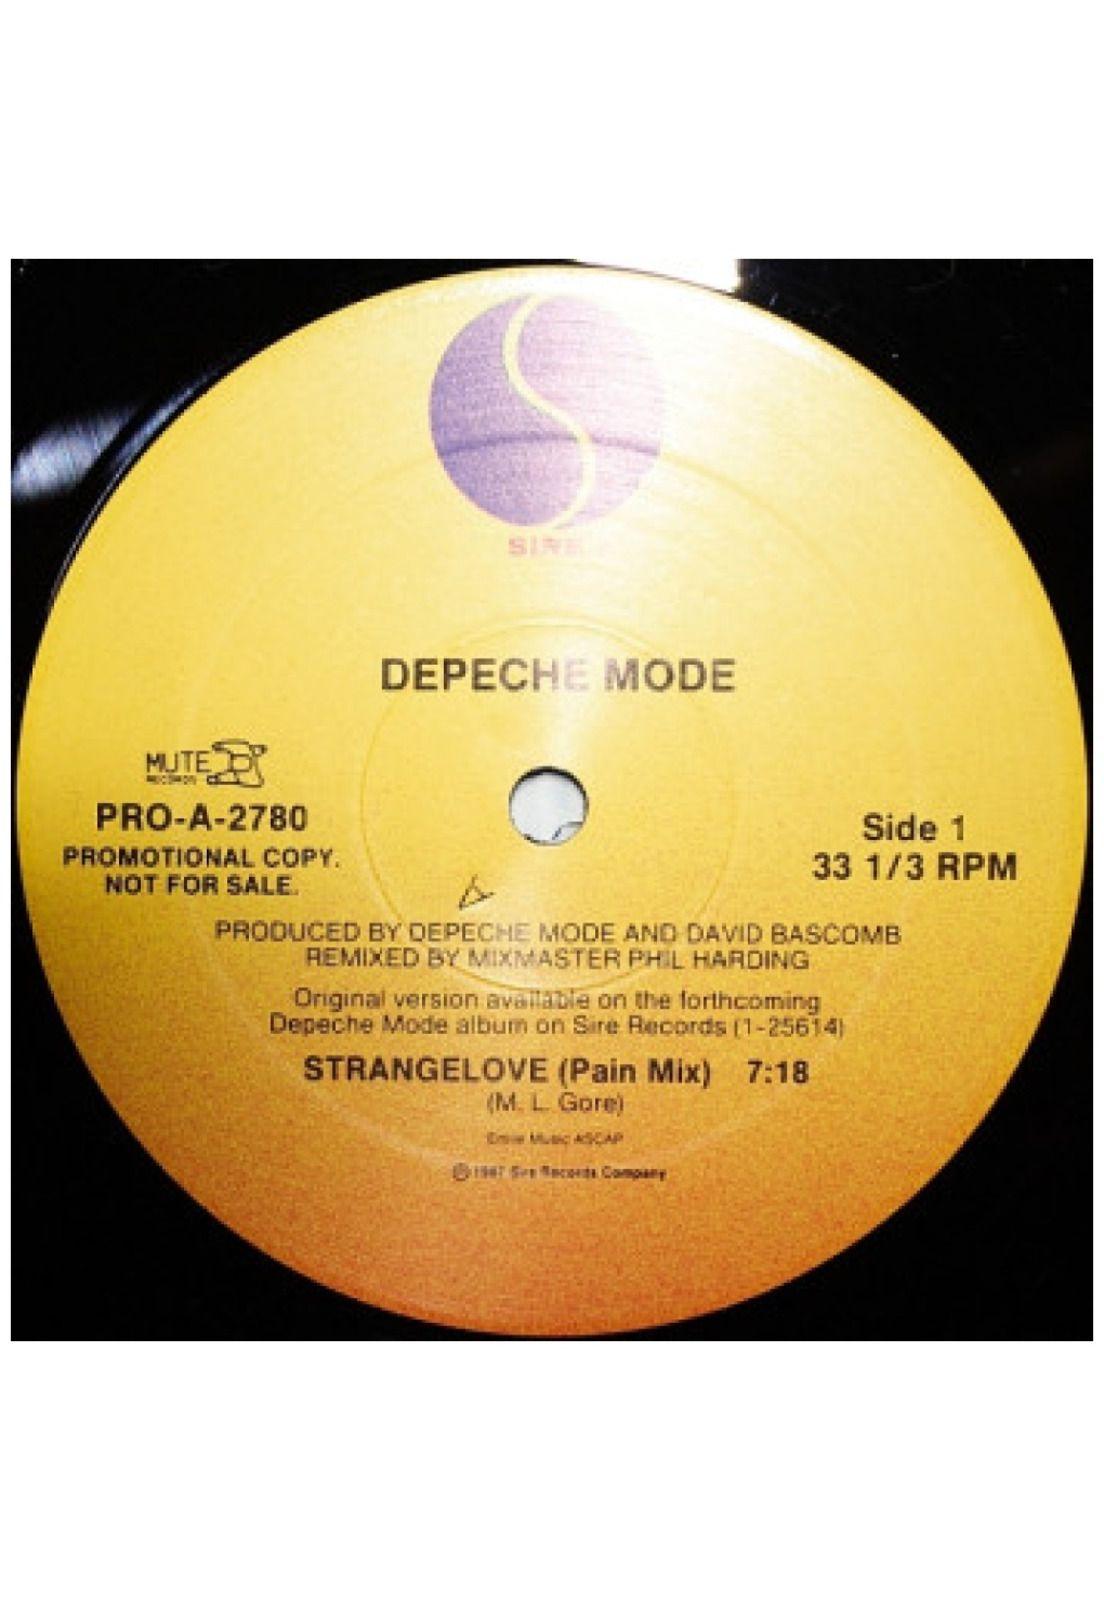 SIRE
DEPECHE MODE
MUTE
RECORDS
PRO-A-2780
PROMOTIONAL COPY.
NOT FOR SALE.
Side 1
33 1/3 RPM
PRODUCED BY DEPECHE MODE AND DAVID BASCOMB
REMIXED BY MIXMASTER PHIL HARDING
Original version available on the forthcoming
Depeche Mode album on Sire Records (1-25614)
STRANGELOVE (Pain Mix) 7:18
(M. L. Gore)
Emile Music ASCAP
℗ 1987 Sire Records Company